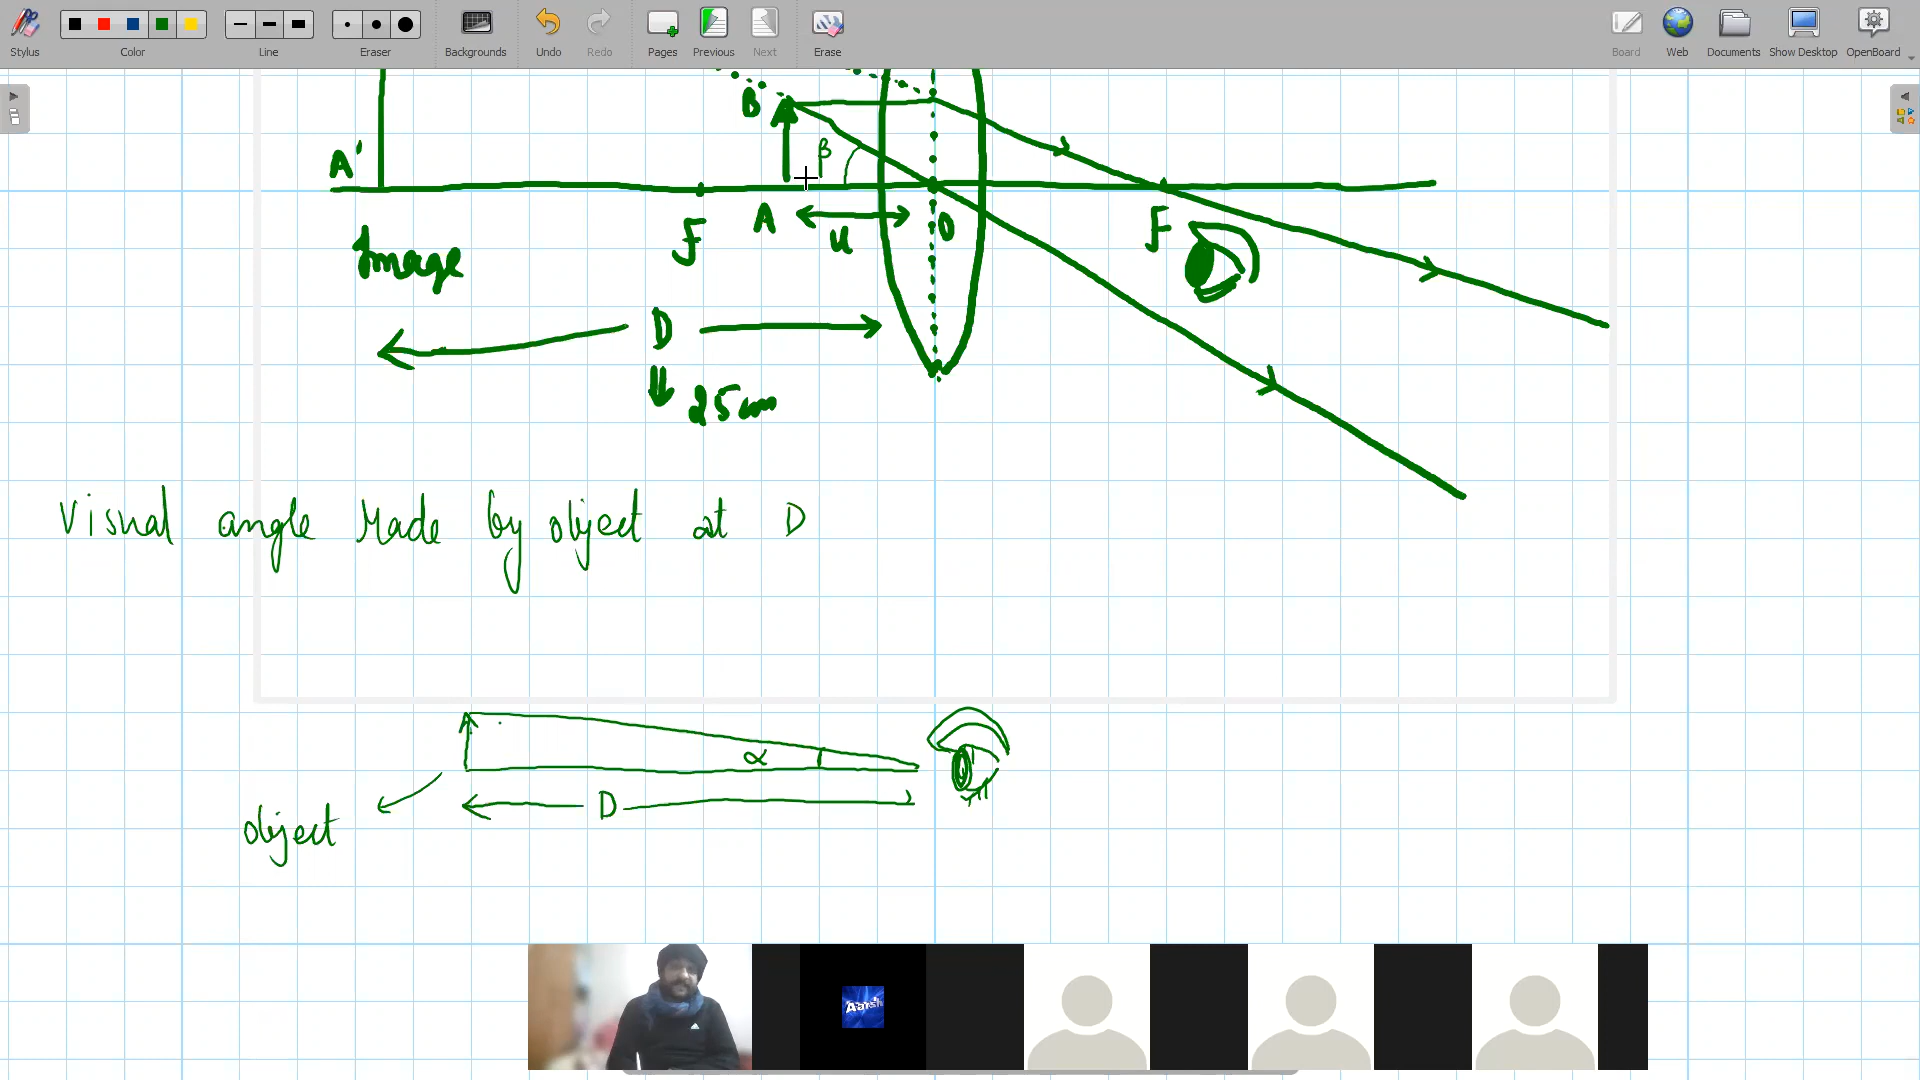 Stylus Color Line Eraser Backgrounds Undo Redo Pages Previous Next Erase Board Web Documents Show Desktop OpenBoard
B
β
A'
A
u
O
F
F
Image
D
25cm
Visual angle Made by object at D
α
D
object
Aarsh